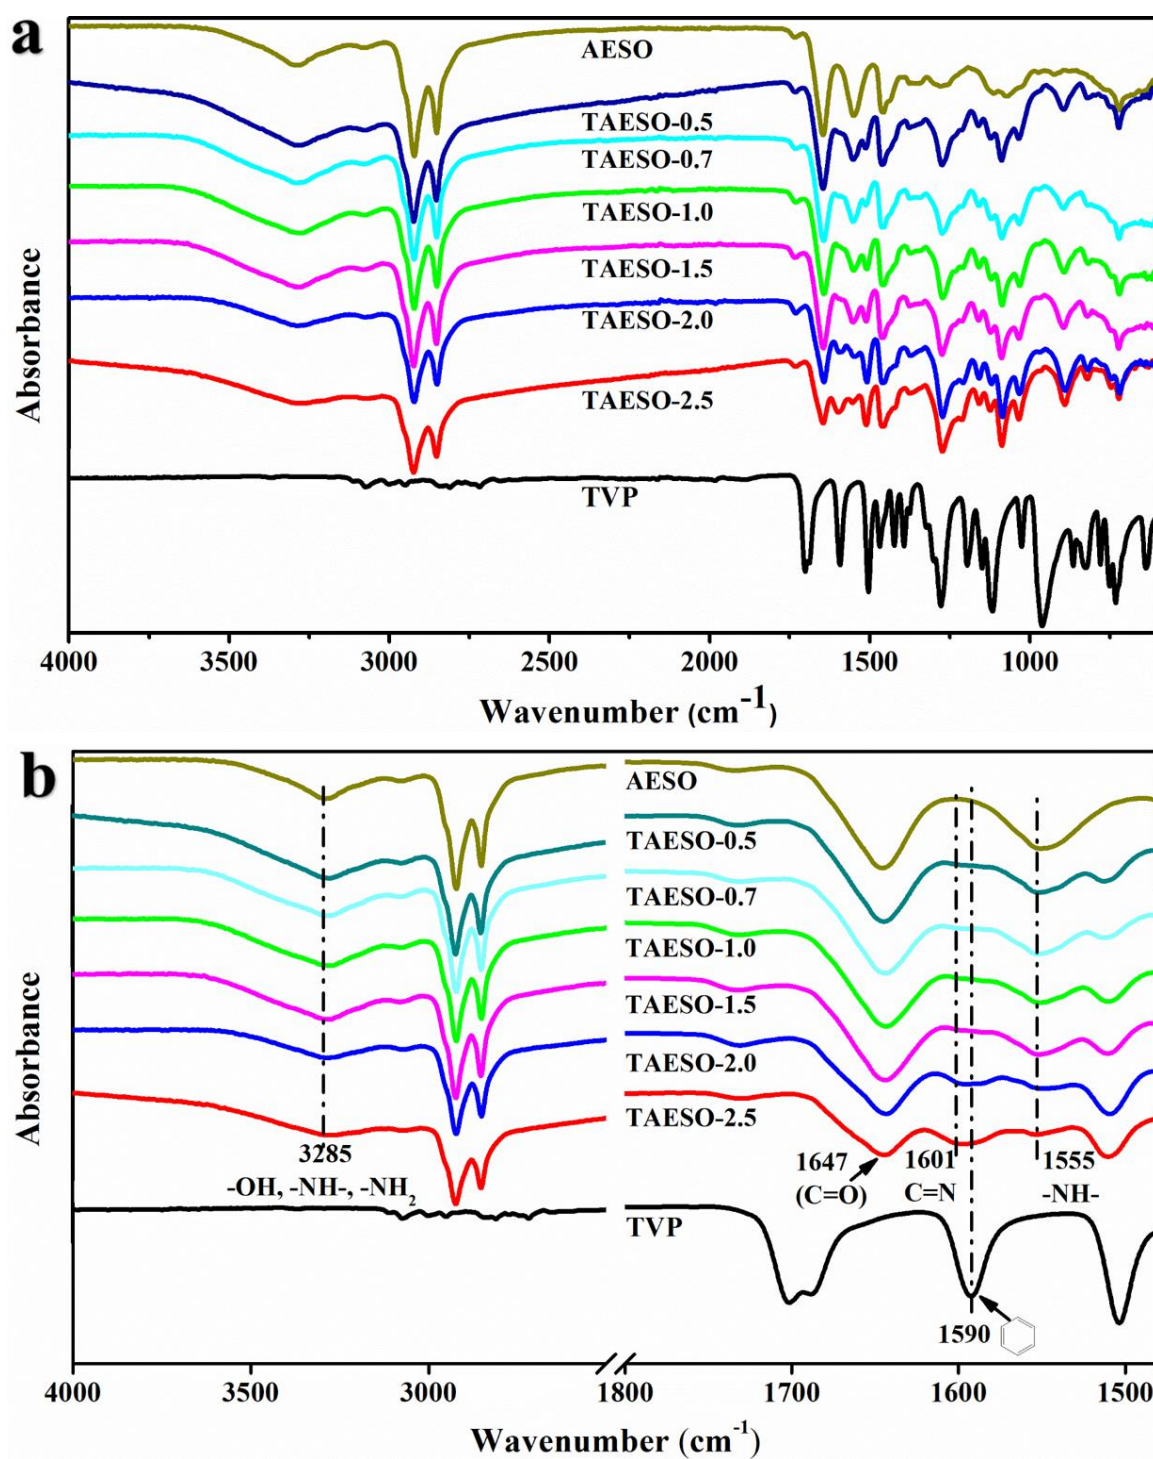 a
AESO
TAESO-0.5
TAESO-0.7
TAESO-1.0
TAESO-1.5
TAESO-2.0
TAESO-2.5
TVP
Absorbance
4000 3500 3000 2500 2000 1500 1000
Wavenumber (cm-1)
b
AESO
TAESO-0.5
TAESO-0.7
TAESO-1.0
TAESO-1.5
TAESO-2.0
TAESO-2.5
3285
-OH, -NH-, -NH2
1647
(C=O)
1601
C=N
1555
-NH-
TVP
1590
Absorbance
4000 3500 3000 1800 1700 1600 1500
Wavenumber (cm-1)